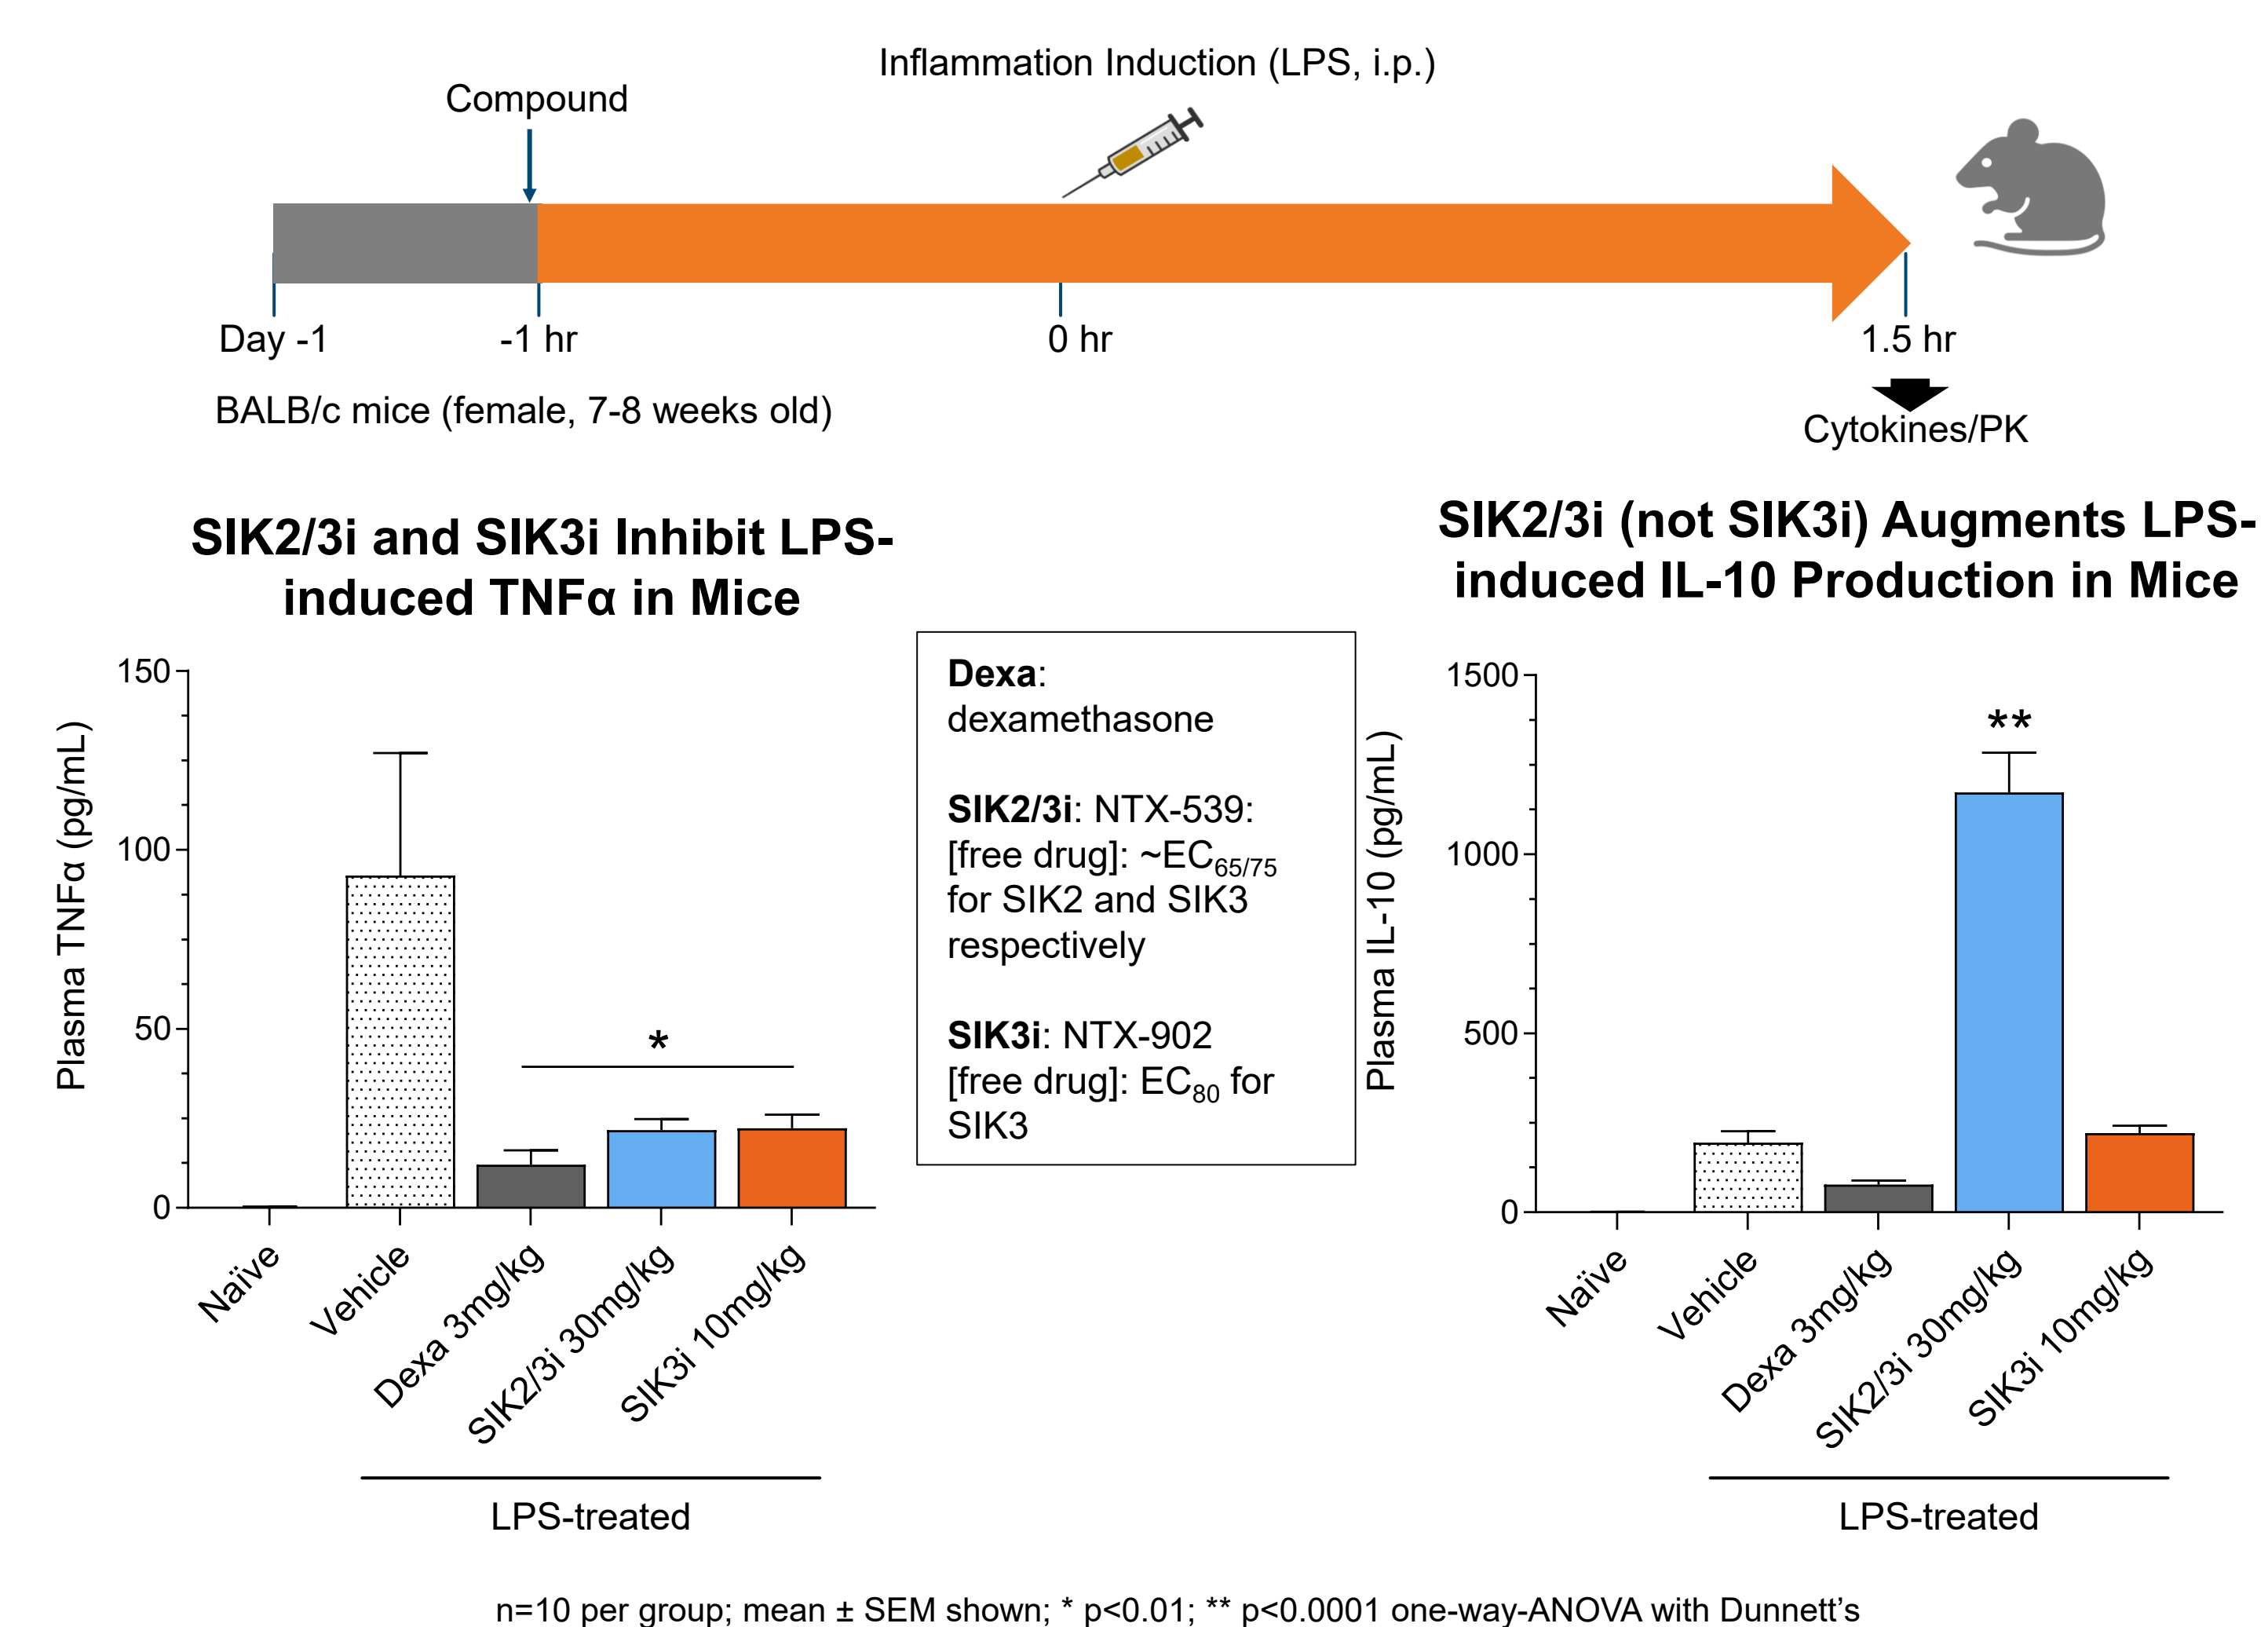 Inflammation Induction (LPS, i.p.)
Compound
Day -1
-1 hr
0 hr
1.5 hr
BALB/c mice (female, 7-8 weeks old)
Cytokines/PK
SIK2/3i and SIK3i Inhibit LPS-
induced TNFα in Mice
Plasma TNFα (pg/mL)
150
100
50
0
*
Naïve
Vehicle
Dexa 3mg/kg
SIK2/3i 30mg/kg
SIK3i 10mg/kg
LPS-treated
Dexa:
dexamethasone
SIK2/3i: NTX-539:
[free drug]: ~EC65/75
for SIK2 and SIK3
respectively
SIK3i: NTX-902
[free drug]: EC80 for
SIK3
SIK2/3i (not SIK3i) Augments LPS-
induced IL-10 Production in Mice
Plasma IL-10 (pg/mL)
1500
1000
500
0
**
Naïve
Vehicle
Dexa 3mg/kg
SIK2/3i 30mg/kg
SIK3i 10mg/kg
LPS-treated
n=10 per group; mean ± SEM shown; * p<0.01; ** p<0.0001 one-way-ANOVA with Dunnett’s